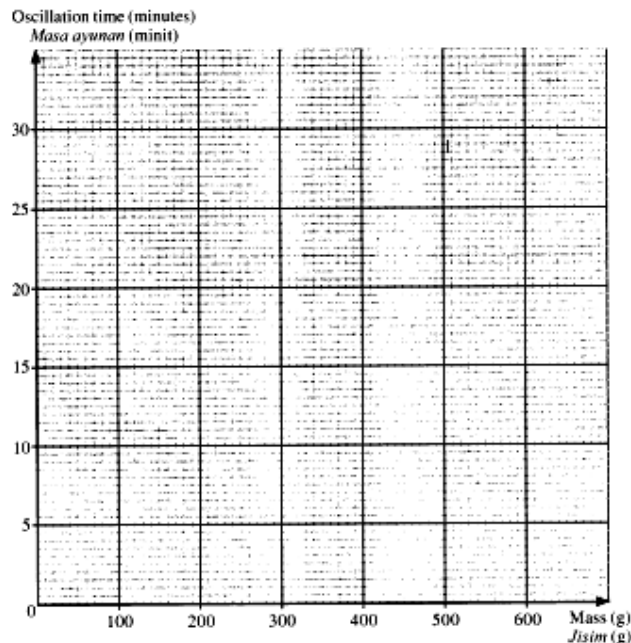 Oscillation time (minutes)
Masa ayunan (minit)
30
25
20
15
10
5
0
100 200 300 400 500 600 Mass (g)
Jisim (g)